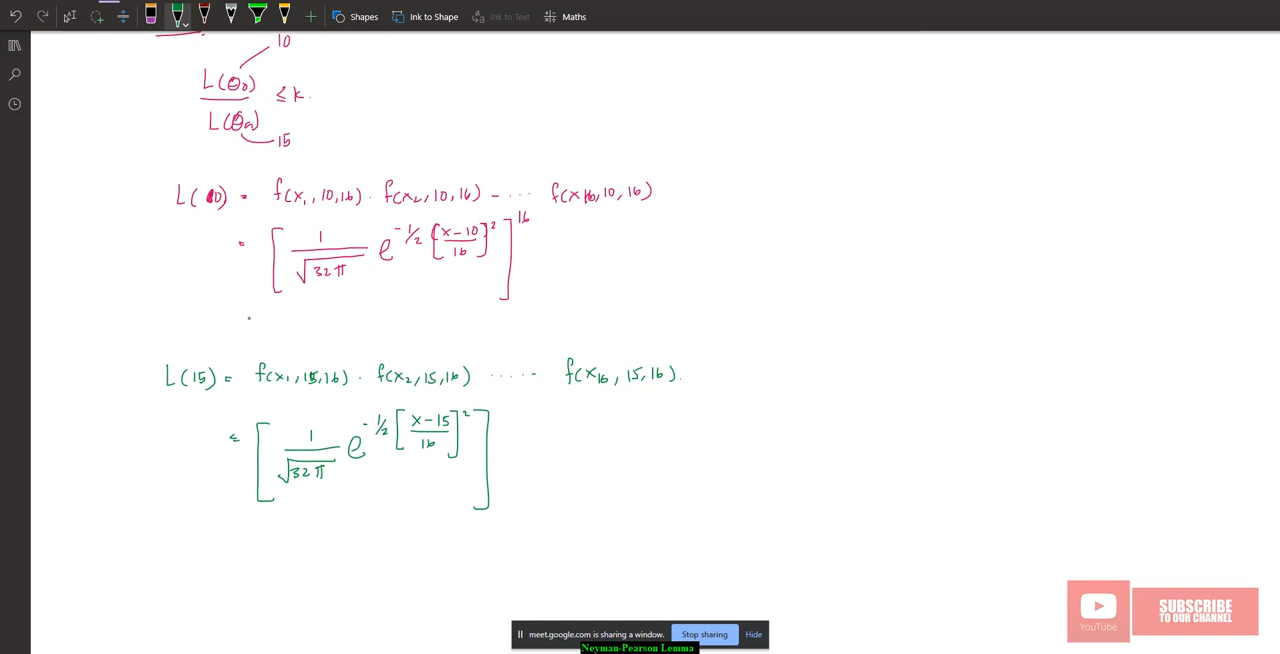 Shapes Ink to Shape Ink to Text Maths
10
L(θ₀)
≤ k.
L(θa)
15
L(10) = f(x₁,10,16) · f(x₂,10,16) - ... f(x16,10,16)
= [ 1/√32π e^-1/2 [x-10/16]² ]^16
L(15) = f(x₁,15,16) · f(x₂,15,16) ..... - f(x₁₆,15,16).
= [ 1/√32π e^-1/2 [x-15/16]² ]
YouTube
SUBSCRIBE
TO OUR CHANNEL
meet.google.com is sharing a window. Stop sharing Hide
Neyman-Pearson Lemma